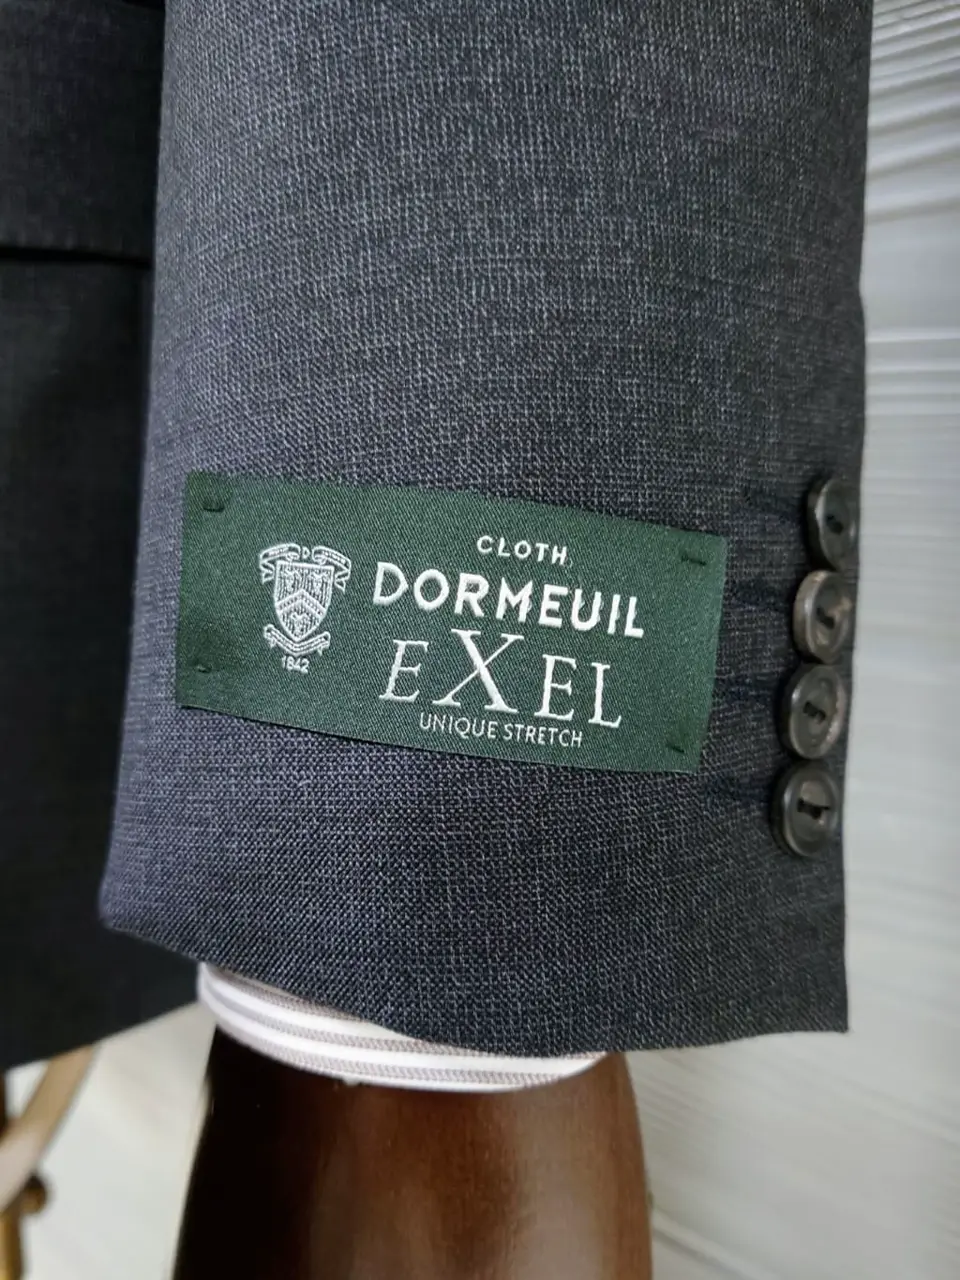 D
1842
CLOTH
DORMEUIL
EXEL
UNIQUE STRETCH